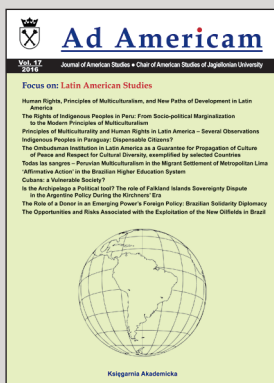 Ad Americam
Vol. 17
2016
Journal of American Studies • Chair of American Studies of Jagiellonian University
Focus on: Latin American Studies
Human Rights, Principles of Multiculturalism, and New Paths of Development in Latin
America
The Rights of Indigenous Peoples in Peru: From Socio-political Marginalization
to the Modern Principles of Multiculturalism
Principles of Multiculturality and Human Rights in Latin America – Several Observations
Indigenous Peoples in Paraguay: Dispensable Citizens?
The Ombudsman Institution in Latin America as a Guarantee for Propagation of Culture
of Peace and Respect for Cultural Diversity, exemplified by selected Countries
Todas las sangres – Peruvian Multiculturalism in the Migrant Settlement of Metropolitan Lima
'Affirmative Action' in the Brazilian Higher Education System
Cubans: a Vulnerable Society?
Is the Archipelago a Political tool? The role of Falkland Islands Sovereignty Dispute
in the Argentine Policy During the Kirchners' Era
The Role of a Donor in an Emerging Power's Foreign Policy: Brazilian Solidarity Diplomacy
The Opportunities and Risks Associated with the Exploitation of the New Oilfields in Brazil
Księgarnia Akademicka